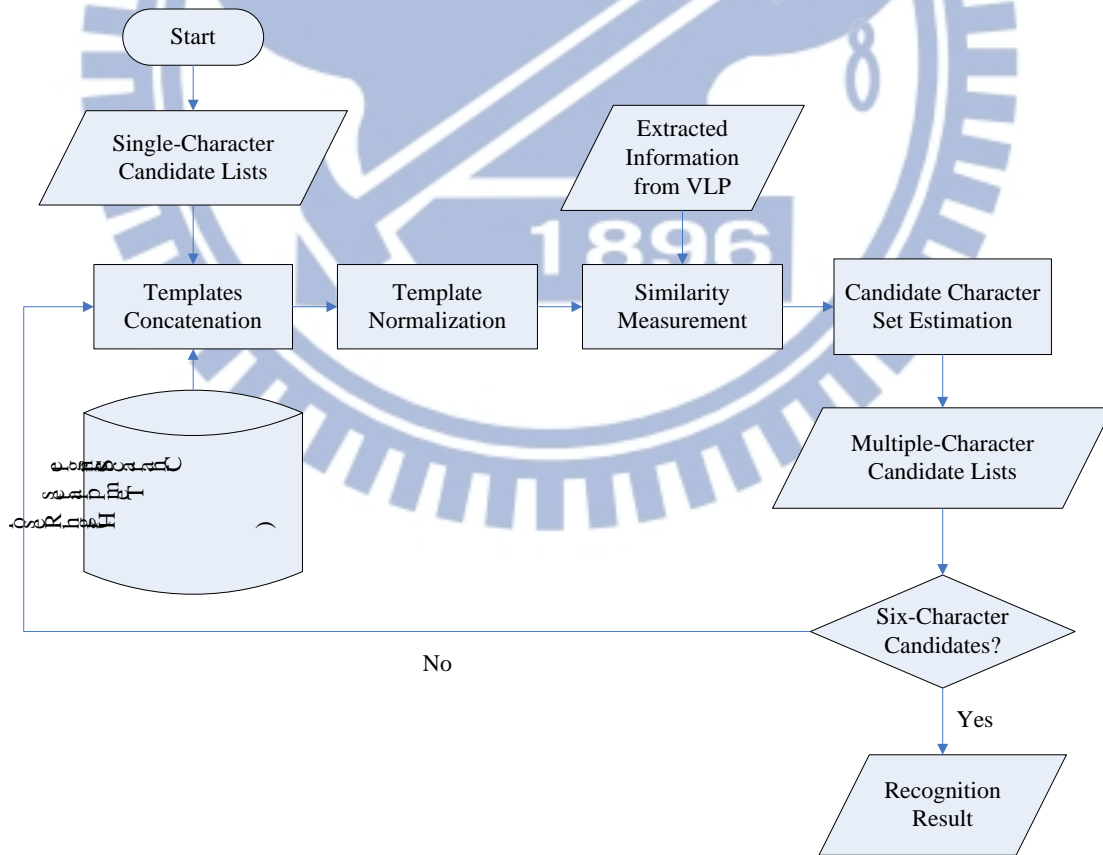 Start
Single-Character
Candidate Lists
Extracted
Information
from VLP
1896
Templates
Concatenation
Template
Normalization
Similarity
Measurement
Candidate Character
Set Estimation
Multiple-Character
Candidate Lists
)
Six-Character
Candidates?
No
Yes
Recognition
Result